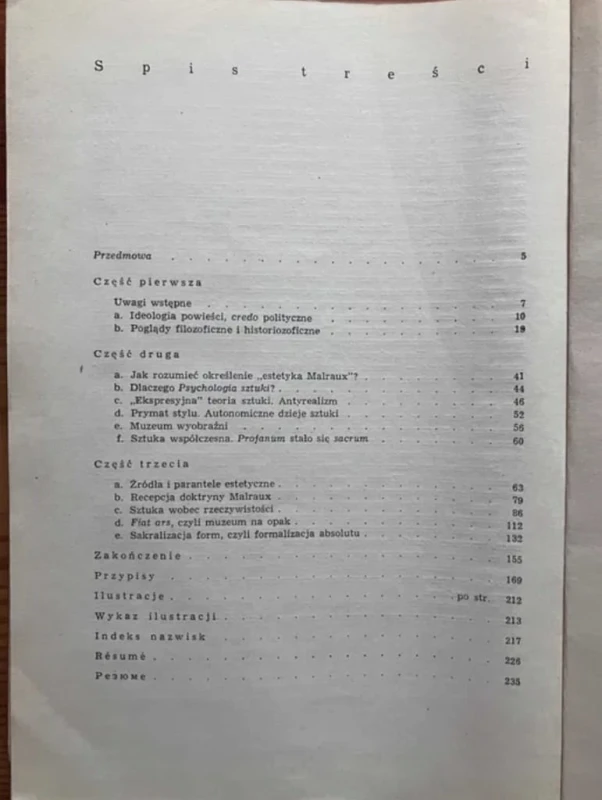 Spis treści
Przedmowa . . . . . . . . . . . . . . . 5
Część pierwsza
Uwagi wstępne . . . . . . . . . . . . . . 7
a. Ideologia powieści, credo polityczne . . . . . . . . 10
b. Poglądy filozoficzne i historiozoficzne . . . . . . . . 19
Część druga
a. Jak rozumieć określenie „estetyka Malraux"? . . . . . . . 41
b. Dlaczego Psychologia sztuki? . . . . . . . . . . 44
c. „Ekspresyjna" teoria sztuki. Antyrealizm . . . . . . . 46
d. Prymat stylu. Autonomiczne dzieje sztuki . . . . . . . 52
e. Muzeum wyobraźni . . . . . . . . . . . . 56
f. Sztuka współczesna. Profanum stało się sacrum . . . . . . 60
Część trzecia
a. Źródła i parantele estetyczne . . . . . . . . . . 63
b. Recepcja doktryny Malraux . . . . . . . . . . 79
c. Sztuka wobec rzeczywistości . . . . . . . . . . 86
d. Fiat ars, czyli muzeum na opak . . . . . . . . . 112
e. Sakralizacja form, czyli formalizacja absolutu . . . . . . 132
Zakończenie . . . . . . . . . . . . . . 155
Przypisy . . . . . . . . . . . . . . . 169
Ilustracje . . . . . . . . . . . . po str. 212
Wykaz ilustracji . . . . . . . . . . . . . 213
Indeks nazwisk . . . . . . . . . . . . . 217
Résumé . . . . . . . . . . . . . . . 226
Резюме . . . . . . . . . . . . . . . 235